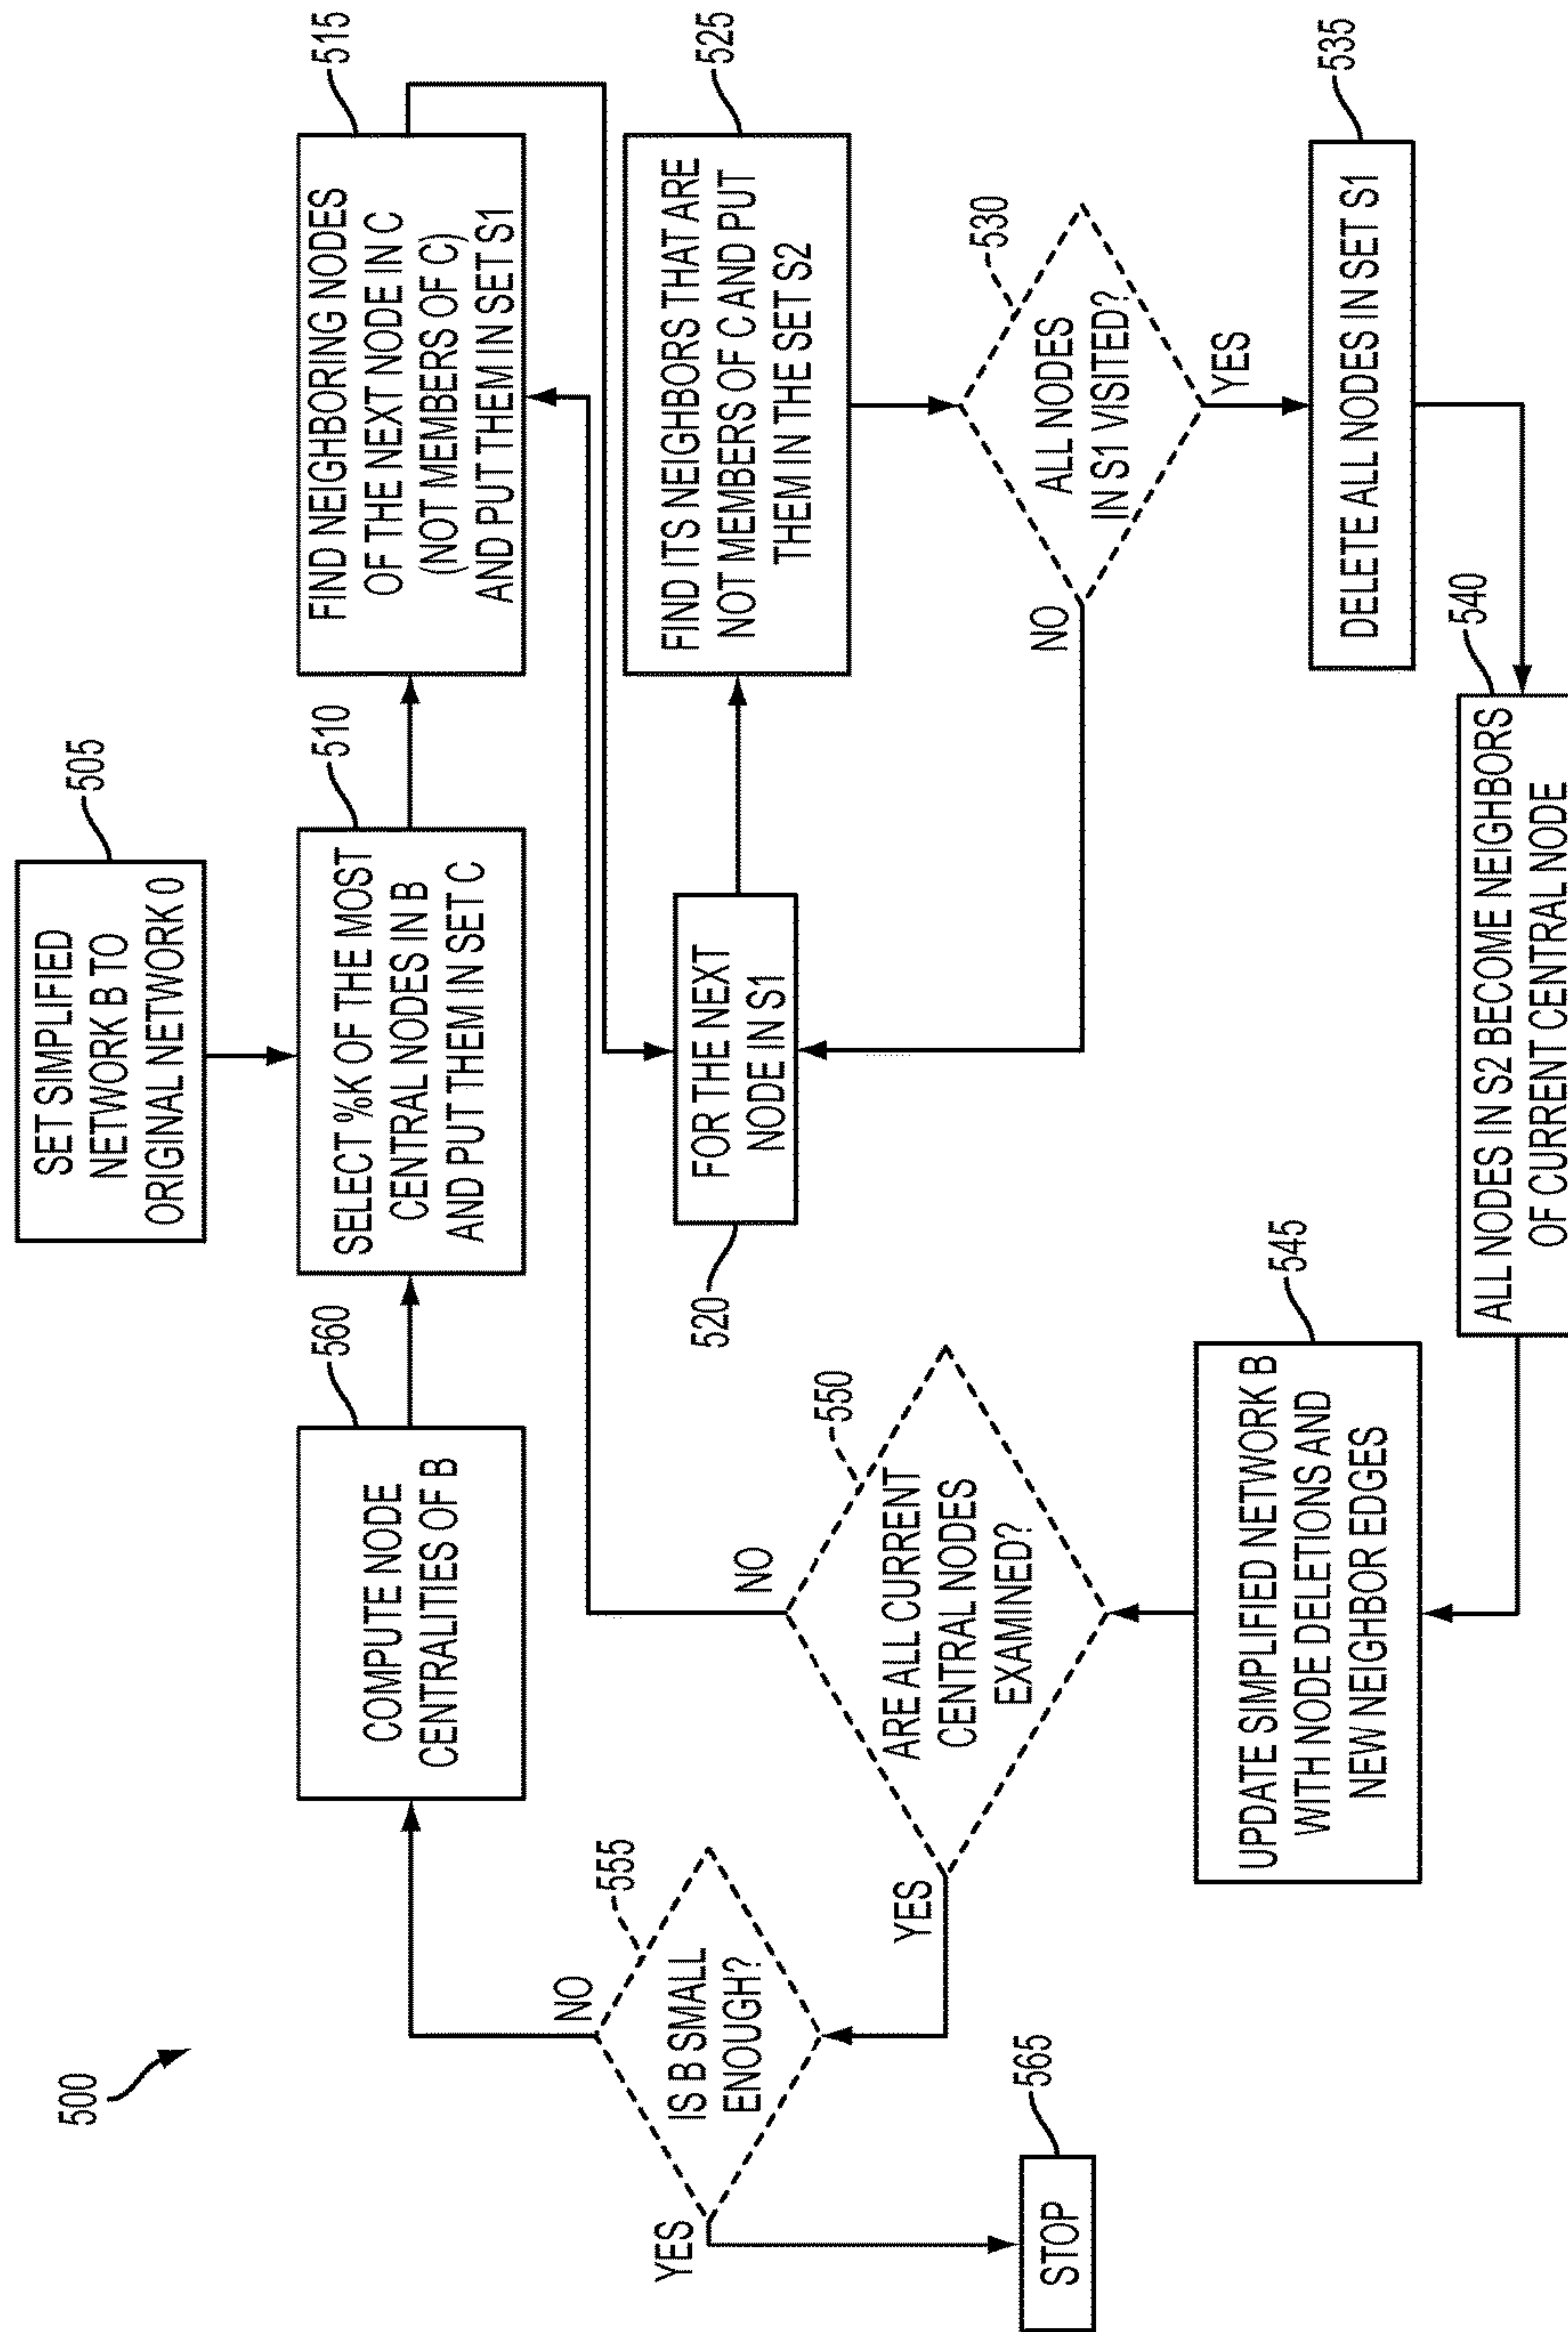 500
505
SET SIMPLIFIED
NETWORK B TO
ORIGINAL NETWORK 0
560
COMPUTE NODE
CENTRALITIES OF B
510
SELECT %K OF THE MOST
CENTRAL NODES IN B
AND PUT THEM IN SET C
515
FIND NEIGHBORING NODES
OF THE NEXT NODE IN C
(NOT MEMBERS OF C)
AND PUT THEM IN SET S1
520
FOR THE NEXT
NODE IN S1
525
FIND ITS NEIGHBORS THAT ARE
NOT MEMBERS OF C AND PUT
THEM IN THE SET S2
530
ALL NODES
IN S1 VISITED?
NO
YES
535
DELETE ALL NODES IN SET S1
540
ALL NODES IN S2 BECOME NEIGHBORS
OF CURRENT CENTRAL NODE
545
UPDATE SIMPLIFIED NETWORK B
WITH NODE DELETIONS AND
NEW NEIGHBOR EDGES
550
ARE ALL CURRENT
CENTRAL NODES
EXAMINED?
NO
YES
555
IS B SMALL
ENOUGH?
NO
YES
565
STOP